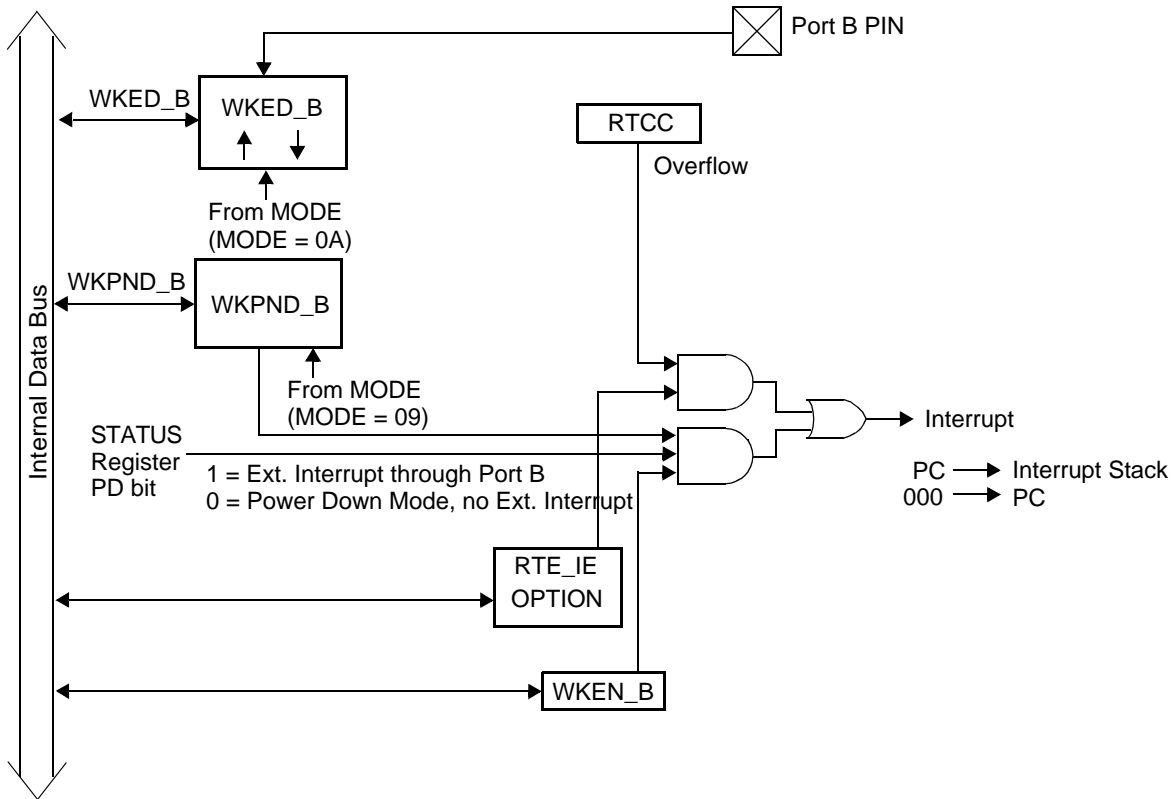 Port B PIN
WKED_B
WKED_B
RTCC
Overflow
From MODE
(MODE = 0A)
WKPND_B
WKPND_B
Internal Data Bus
From MODE
(MODE = 09)
Interrupt
STATUS
Register
PD bit
1 = Ext. Interrupt through Port B
0 = Power Down Mode, no Ext. Interrupt
PC
Interrupt Stack
000
PC
RTE_IE
OPTION
WKEN_B